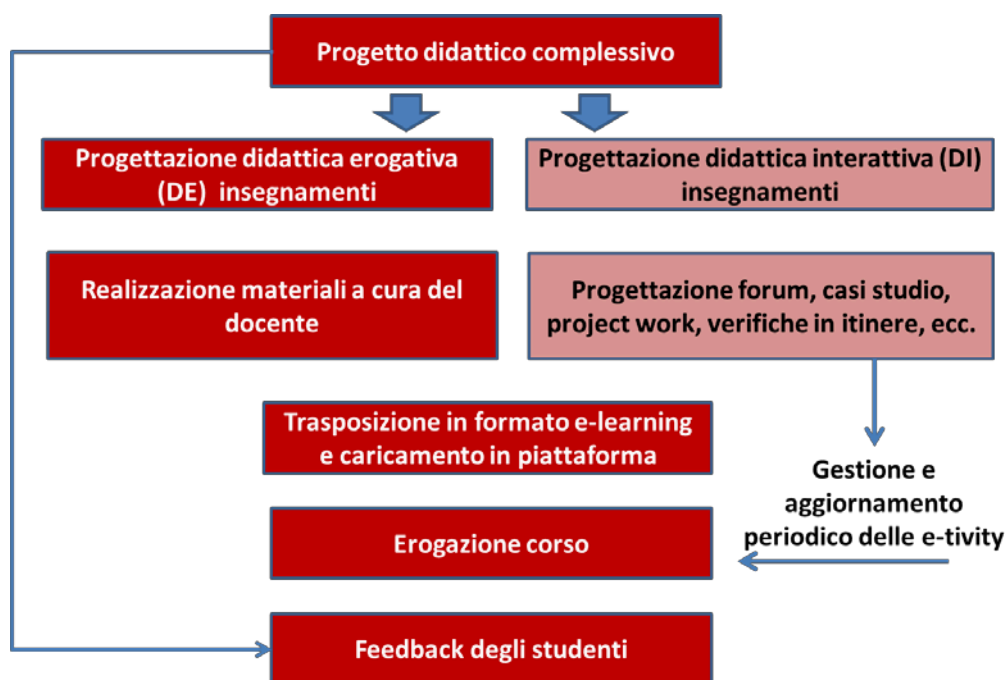 Progetto didattico complessivo
Progettazione didattica erogativa
(DE) insegnamenti
Progettazione didattica interattiva (DI)
insegnamenti
Realizzazione materiali a cura del
docente
Progettazione forum, casi studio,
project work, verifiche in itinere, ecc.
Trasposizione in formato e-learning
e caricamento in piattaforma
Gestione e
aggiornamento
periodico delle e-tivity
Erogazione corso
Feedback degli studenti